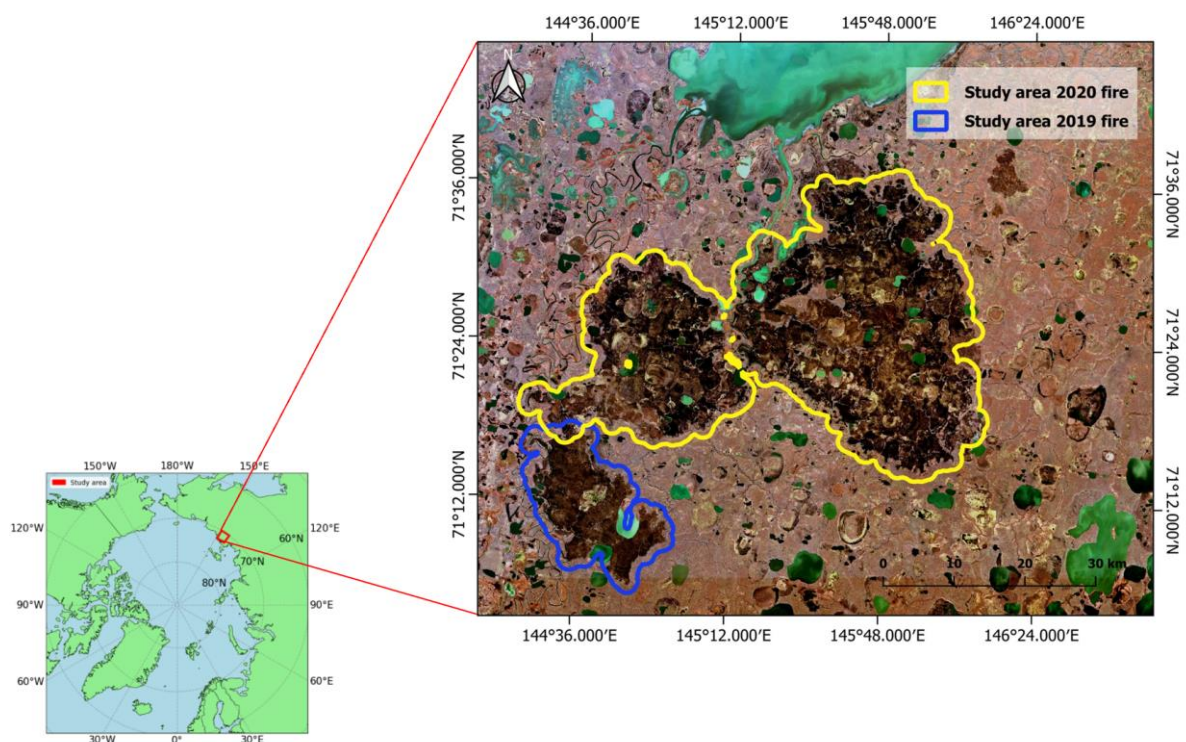 144°36.000′E 145°12.000′E 145°48.000′E 146°24.000′E
N
Study area 2020 fire
Study area 2019 fire
71°36.000′N
71°36.000′N
71°24.000′N
71°24.000′N
71°12.000′N
71°12.000′N
0 10 20 30 km
144°36.000′E 145°12.000′E 145°48.000′E 146°24.000′E
150°W 180°W 150°E
Study area
120°W
120°E
60°N
70°N
80°N
90°W
90°E
60°W
60°E
30°W 0° 30°E